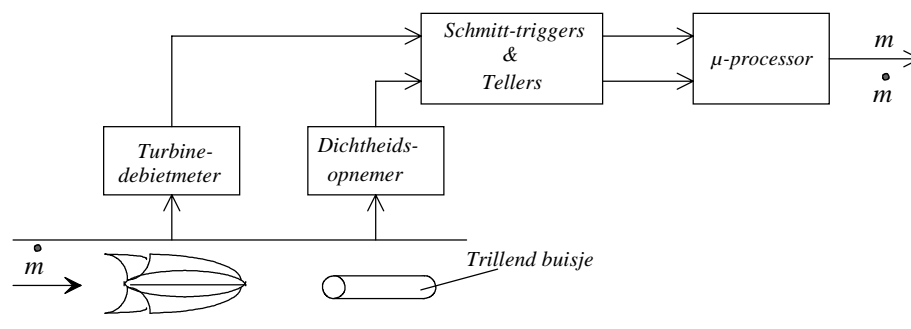 Schmitt-triggers
&
Tellers
µ-processor
m
ṁ
Turbine-
debietmeter
Dichtheids-
opnemer
ṁ
Trillend buisje